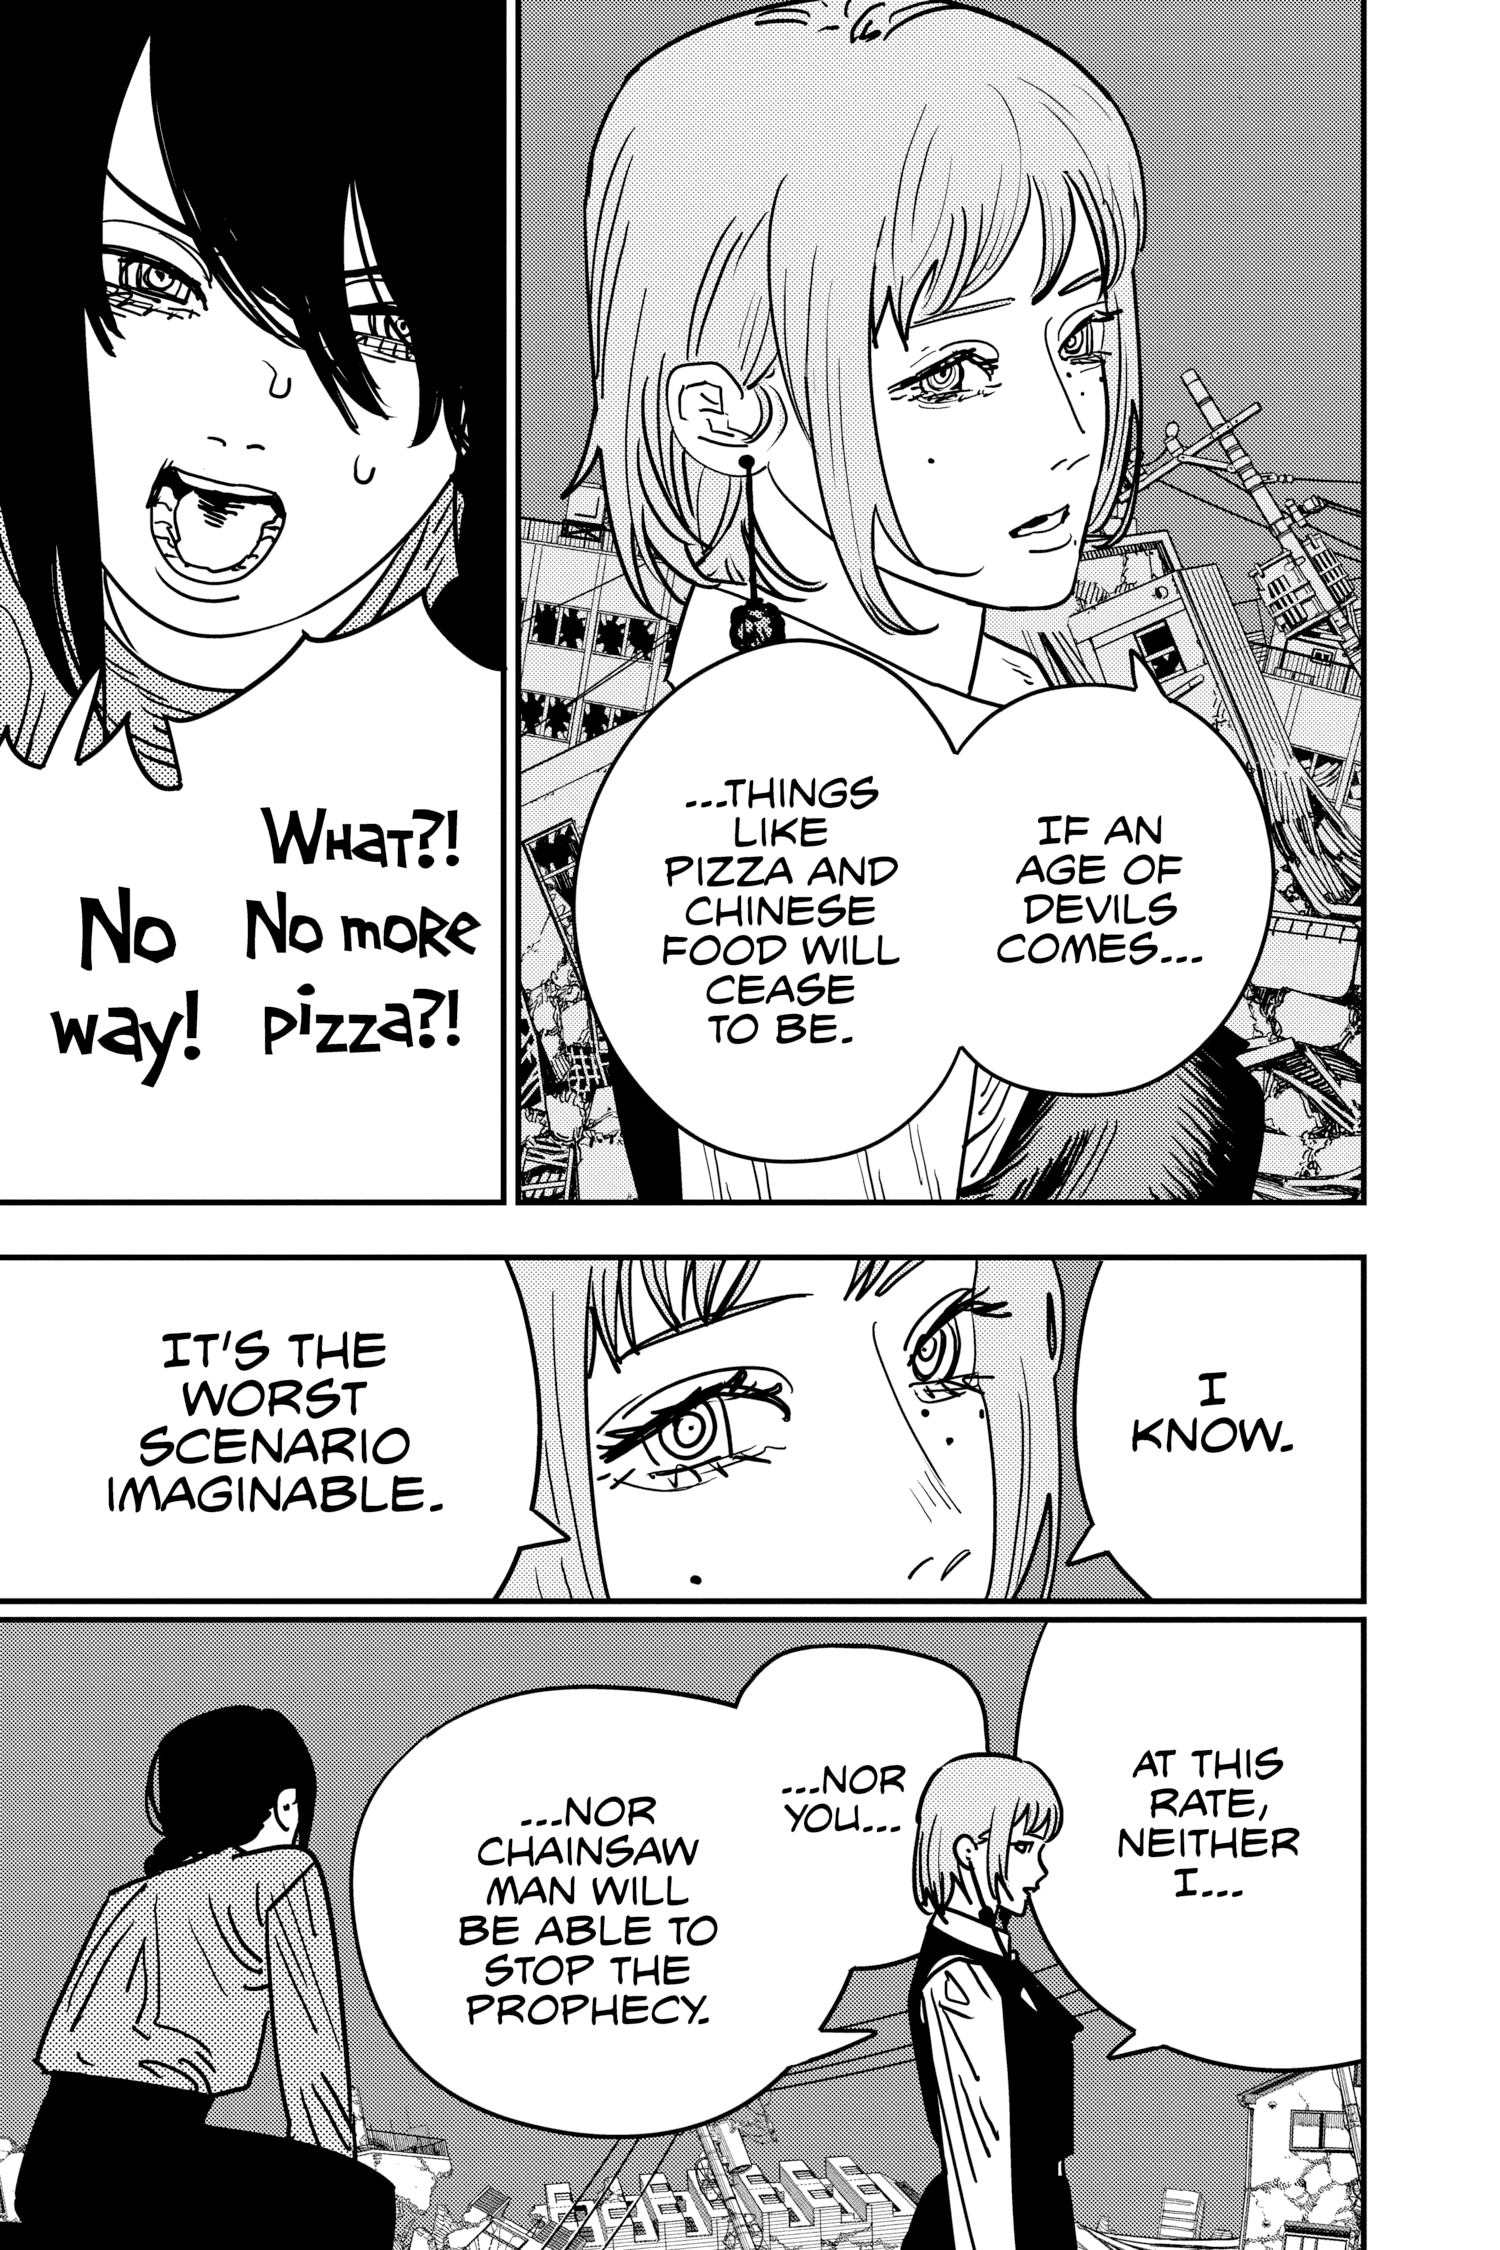 IF AN
AGE OF
DEVILS
COMES...
...THINGS
LIKE
PIZZA AND
CHINESE
FOOD WILL
CEASE
TO BE.
What?!
No more
pizza?!
No
way!
I
KNOW.
IT'S THE
WORST
SCENARIO
IMAGINABLE.
AT THIS
RATE,
NEITHER
I...
...NOR
YOU...
...NOR
CHAINSAW
MAN WILL
BE ABLE TO
STOP THE
PROPHECY.